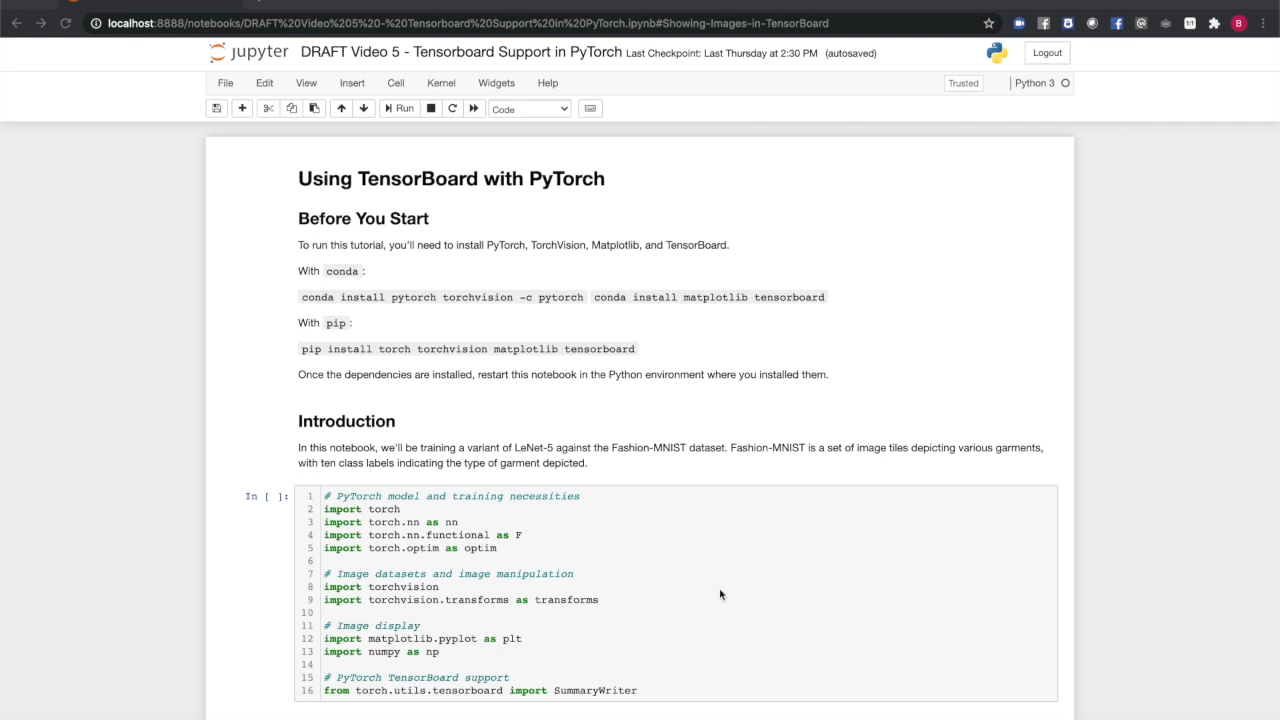 localhost:8888/notebooks/DRAFT%20Video%205%20-%20Tensorboard%20Support%20in%20PyTorch.ipynb#Showing-Images-in-TensorBoard
1:1
B
jupyter DRAFT Video 5 - Tensorboard Support in PyTorch Last Checkpoint: Last Thursday at 2:30 PM (autosaved)
Logout
File Edit View Insert Cell Kernel Widgets Help
Trusted
Python 3
Run
Code
Using TensorBoard with PyTorch
Before You Start
To run this tutorial, you'll need to install PyTorch, TorchVision, Matplotlib, and TensorBoard.
With conda:
conda install pytorch torchvision -c pytorch conda install matplotlib tensorboard
With pip:
pip install torch torchvision matplotlib tensorboard
Once the dependencies are installed, restart this notebook in the Python environment where you installed them.
Introduction
In this notebook, we'll be training a variant of LeNet-5 against the Fashion-MNIST dataset. Fashion-MNIST is a set of image tiles depicting various garments,
with ten class labels indicating the type of garment depicted.
In [ ]:
1 # PyTorch model and training necessities
2 import torch
3 import torch.nn as nn
4 import torch.nn.functional as F
5 import torch.optim as optim
6
7 # Image datasets and image manipulation
8 import torchvision
9 import torchvision.transforms as transforms
10
11 # Image display
12 import matplotlib.pyplot as plt
13 import numpy as np
14
15 # PyTorch TensorBoard support
16 from torch.utils.tensorboard import SummaryWriter